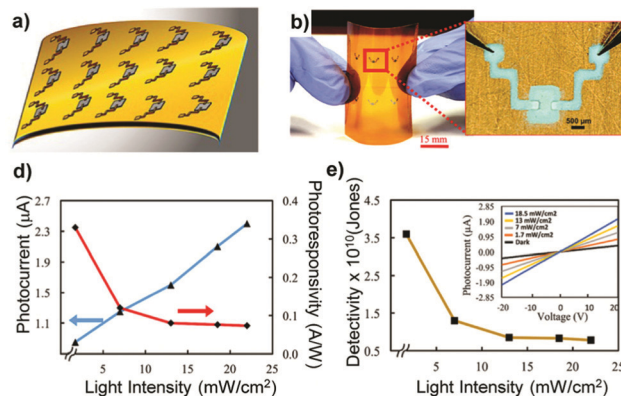 a)
b)
15 mm
500 µm
d)
Photocurrent (µA)
2.7
2.3
1.9
1.5
1.1
Photoresponsivity (A/W)
0.4
0.3
0.2
0.1
0.0
0 5 10 15 20 25
Light Intensity (mW/cm²)
e)
Detectivity x 10¹⁰(Jones)
4.5
3.5
2.5
1.5
0.5
0 5 10 15 20 25
Light Intensity (mW/cm²)
Photocurrent (µA)
2.85
1.90
0.95
0.00
-0.95
-1.90
-2.85
18.5 mW/cm2
13 mW/cm2
7 mW/cm2
1.7 mW/cm2
Dark
-20 -10 0 10 20
Voltage (V)